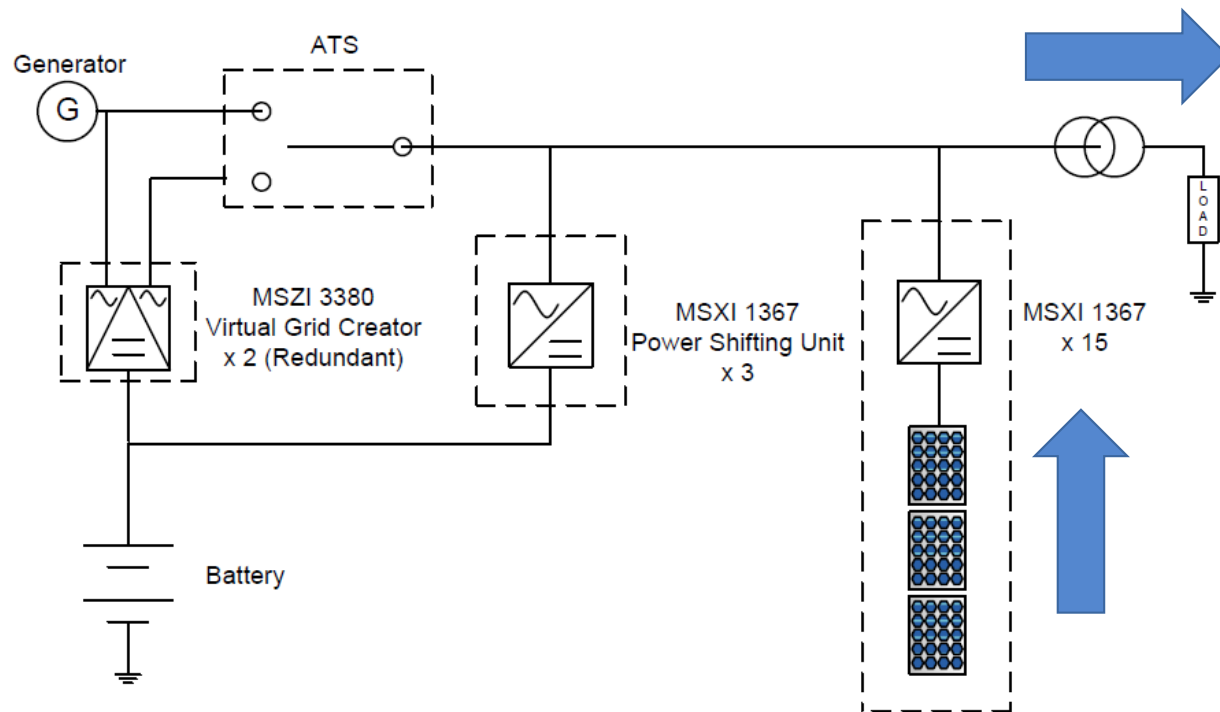 ATS
Generator
G
LOAD
MSZI 3380
Virtual Grid Creator
x 2 (Redundant)
MSXI 1367
Power Shifting Unit
x 3
MSXI 1367
x 15
Battery